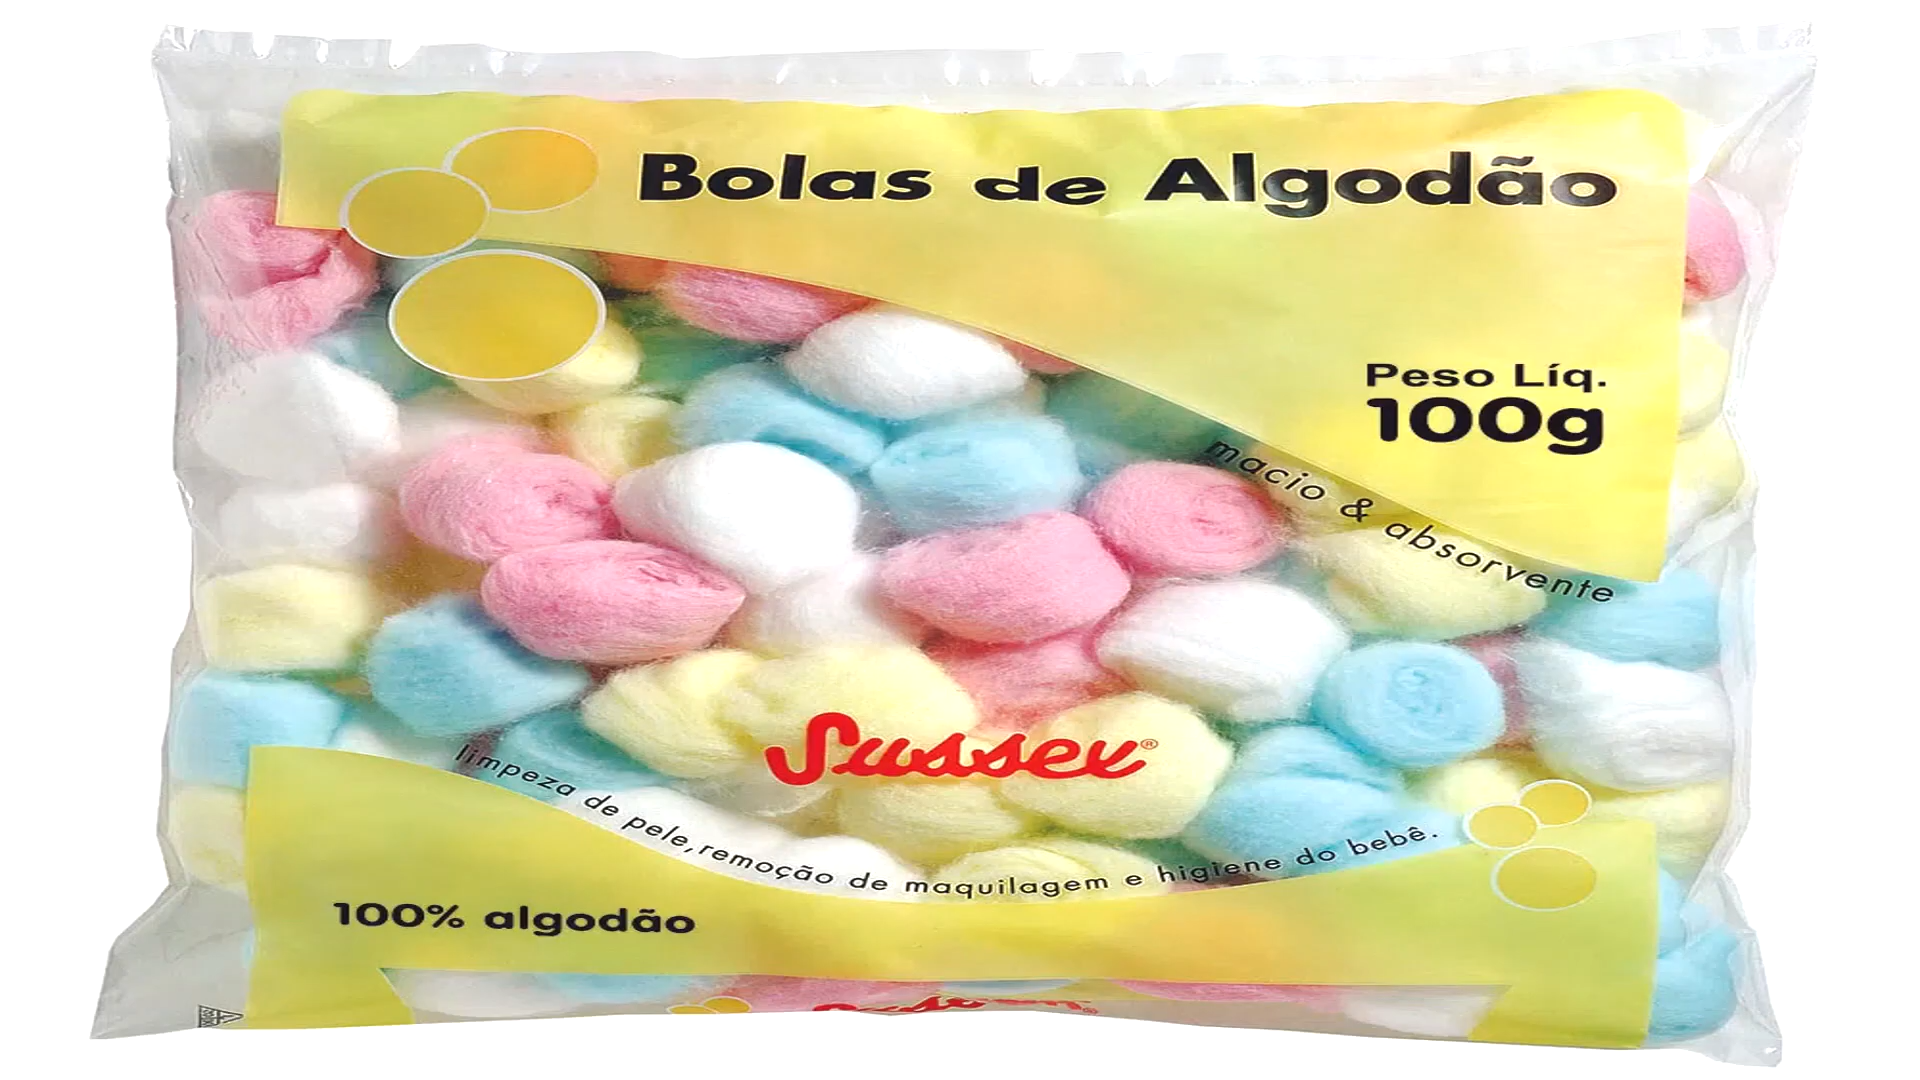 Bolas de Algodão
Peso Líq.
100g
macio & absorvente
Sussex®
limpeza de pele, remoção de maquilagem e higiene do bebê.
100% algodão